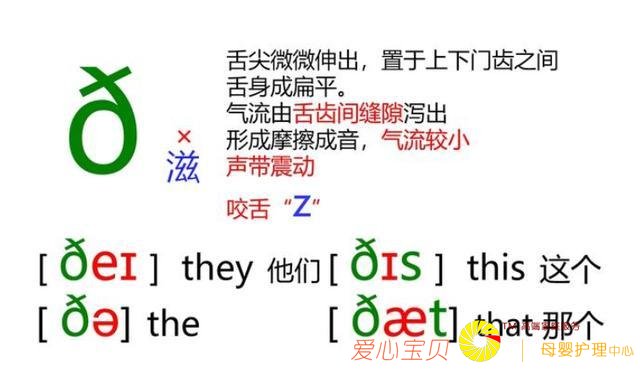 舌尖微微伸出，置于上下门齿之间
舌身成扁平。
气流由舌齿间缝隙泻出
形成摩擦成音，气流较小
声带震动
ð
×
滋
咬舌“Z”
[ ðeɪ ] they 他们 [ ðɪs ] this 这个
[ ðə] the [ ðæt] that 那个
爱心宝贝
母婴护理中心